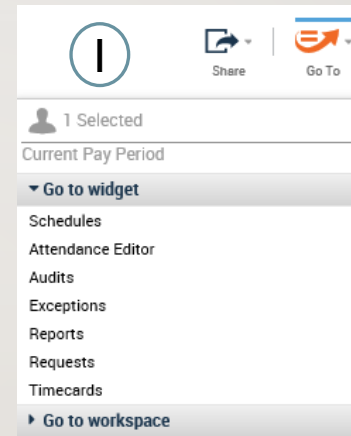 1
Share
Go To
1 Selected
Current Pay Period
Go to widget
Schedules
Attendance Editor
Audits
Exceptions
Reports
Requests
Timecards
Go to workspace